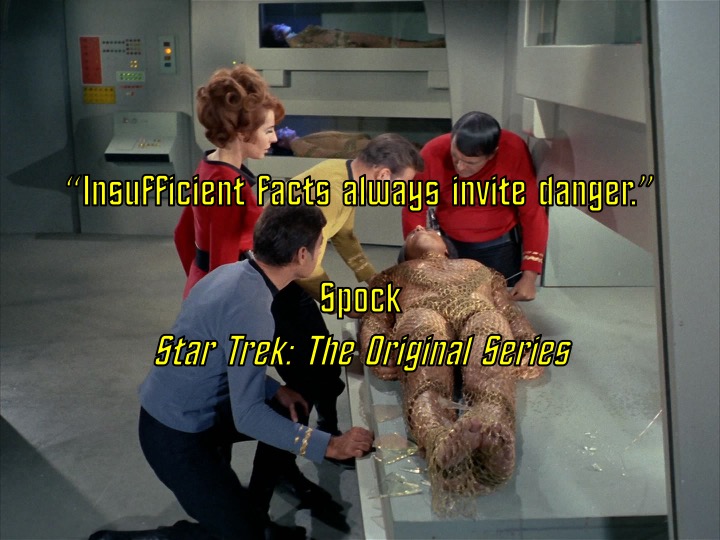 “Insufficient facts always invite danger.”
Spock
Star Trek: The Original Series